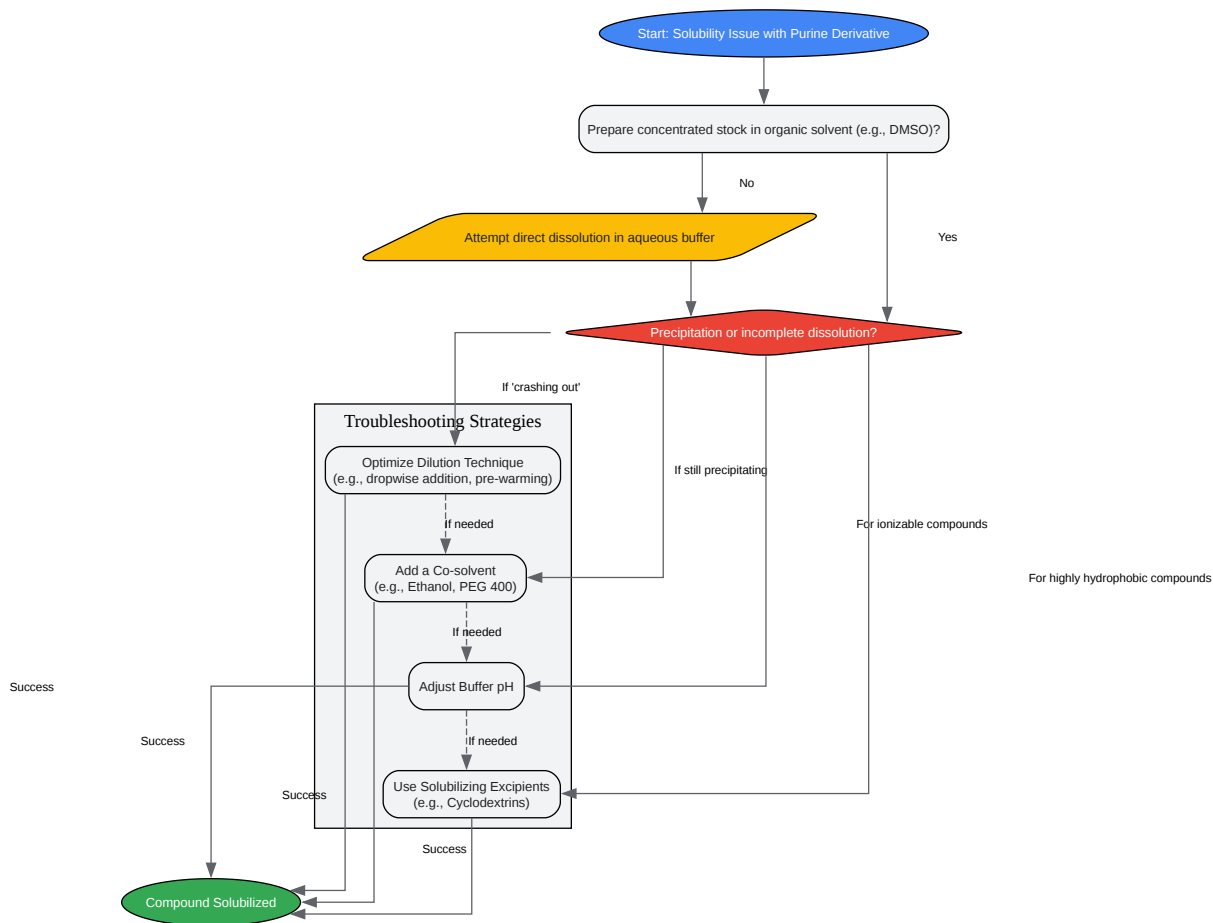 Start: Solubility Issue with Purine Derivative
Prepare concentrated stock in organic solvent (e.g., DMSO)?
No
Attempt direct dissolution in aqueous buffer
Yes
Precipitation or incomplete dissolution?
If 'crashing out'
Troubleshooting Strategies
Optimize Dilution Technique
(e.g., dropwise addition, pre-warming)
If still precipitating
If needed
For ionizable compounds
Add a Co-solvent
(e.g., Ethanol, PEG 400)
For highly hydrophobic compounds
If needed
Adjust Buffer pH
Success
Success
If needed
Use Solubilizing Excipients
(e.g., Cyclodextrins)
Success
Success
Compound Solubilized